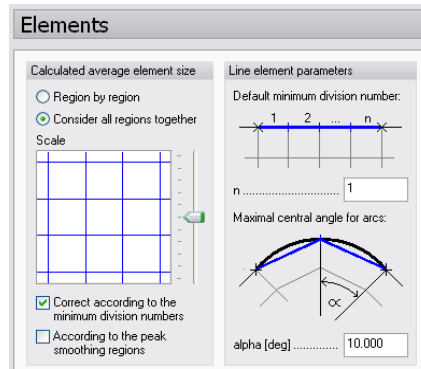 Elements
Calculated average element size
Region by region
Consider all regions together
Scale
Correct according to the
minimum division numbers
According to the peak
smoothing regions
Line element parameters
Default minimum division number:
1 2 ... n
n ............................ 1
Maximal central angle for arcs:
α
alpha [deg] ............. 10.000